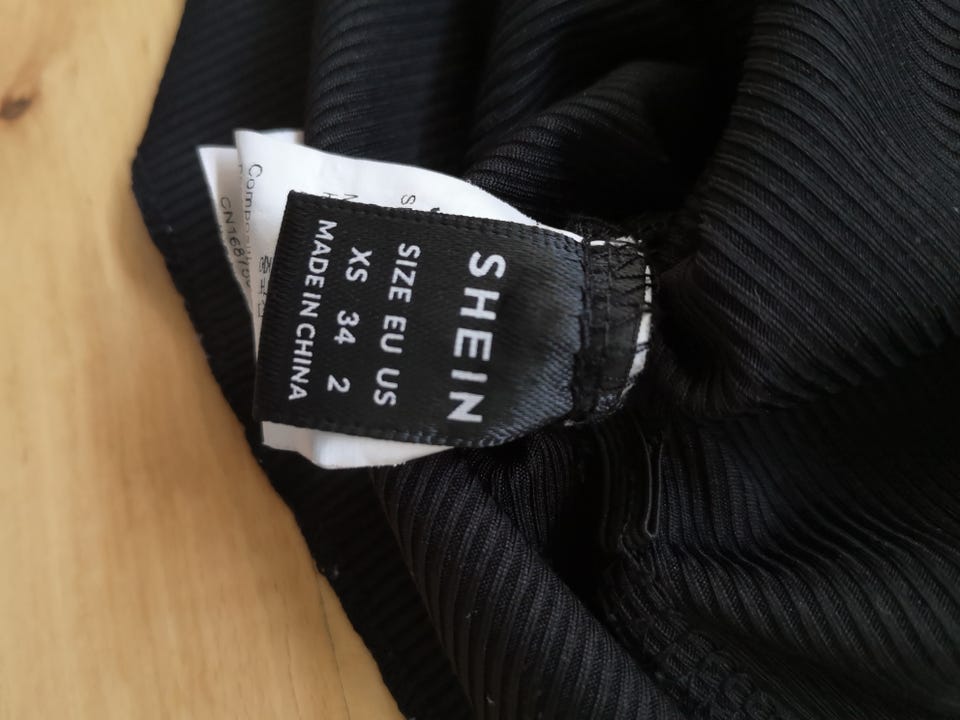 SHEIN
SIZE EU US
XS 34 2
MADE IN CHINA